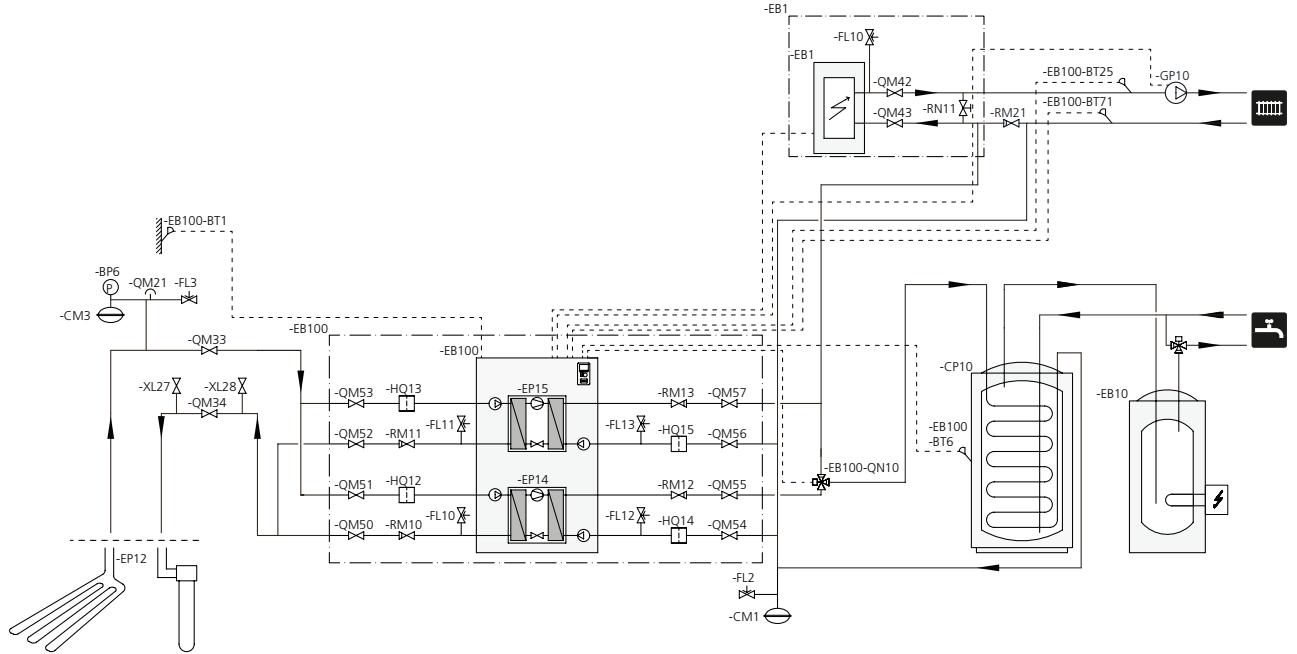 -EB1
-FL10
-EB1
-QM42
-EB100-BT25
-GP10
-RN11
-EB100-BT71
-QM43
-RM21
-EB100-BT1
-BP6
-QM21
-FL3
P
-CM3
-EB100
-QM33
-EB100
-CP10
-XL27
-XL28
-QM53
-HQ13
-EP15
-RM13
-QM57
-EB10
-QM34
-FL11
-FL13
-QM52
-RM11
-HQ15
-QM56
-EB100
-BT6
-EB100-QN10
-QM51
-HQ12
-EP14
-RM12
-QM55
-FL10
-FL12
-QM50
-RM10
-HQ14
-QM54
-EP12
-FL2
-CM1